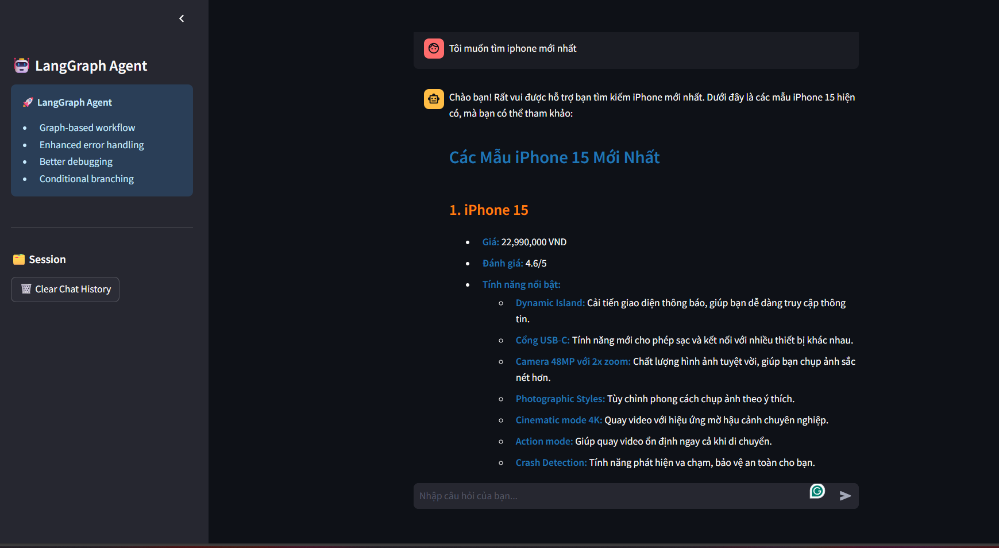 LangGraph Agent
LangGraph Agent
Graph-based workflow
Enhanced error handling
Better debugging
Conditional branching
Session
Clear Chat History
Tôi muốn tìm iphone mới nhất
Chào bạn! Rất vui được hỗ trợ bạn tìm kiếm iPhone mới nhất. Dưới đây là các mẫu iPhone 15 hiện
có, mà bạn có thể tham khảo:
Các Mẫu iPhone 15 Mới Nhất
1. iPhone 15
Giá: 22,990,000 VND
Đánh giá: 4.6/5
Tính năng nổi bật:
Dynamic Island: Cải tiến giao diện thông báo, giúp bạn dễ dàng truy cập thông
tin.
Cổng USB-C: Tính năng mới cho phép sạc và kết nối với nhiều thiết bị khác nhau.
Camera 48MP với 2x zoom: Chất lượng hình ảnh tuyệt vời, giúp bạn chụp ảnh sắc
nét hơn.
Photographic Styles: Tùy chỉnh phong cách chụp ảnh theo ý thích.
Cinematic mode 4K: Quay video với hiệu ứng mờ hậu cảnh chuyên nghiệp.
Action mode: Giúp quay video ổn định ngay cả khi di chuyển.
Crash Detection: Tính năng phát hiện va chạm, bảo vệ an toàn cho bạn.
Nhập câu hỏi của bạn...